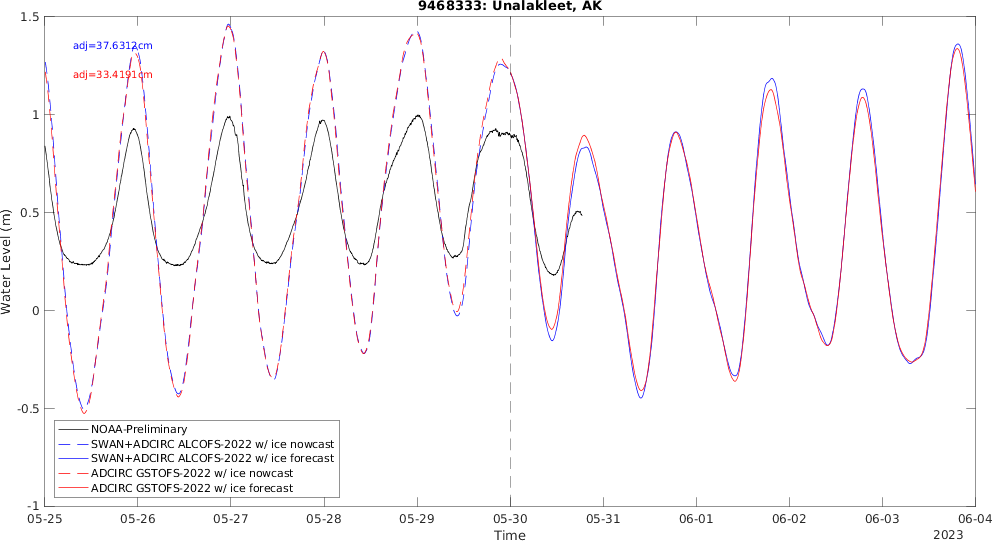 9468333: Unalakleet, AK
1.5
adj=37.6312cm
adj=33.4191cm
1
0.5
0
-0.5
-1
Water Level (m)
NOAA-Preliminary
SWAN+ADCIRC ALCOFS-2022 w/ ice nowcast
SWAN+ADCIRC ALCOFS-2022 w/ ice forecast
ADCIRC GSTOFS-2022 w/ ice nowcast
ADCIRC GSTOFS-2022 w/ ice forecast
05-25 05-26 05-27 05-28 05-29 05-30 05-31 06-01 06-02 06-03 06-04
Time
2023